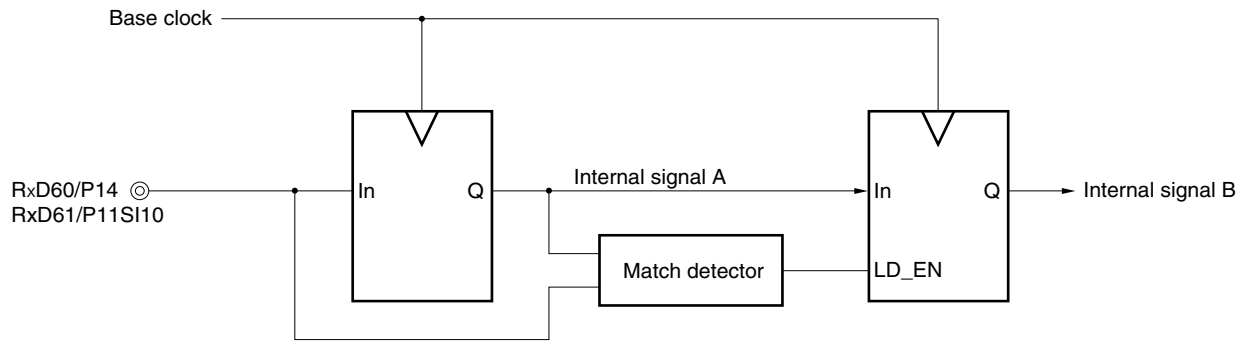 Base clock
RxD60/P14
RxD61/P11SI10
In
Q
Internal signal A
In
Q
Internal signal B
Match detector
LD_EN